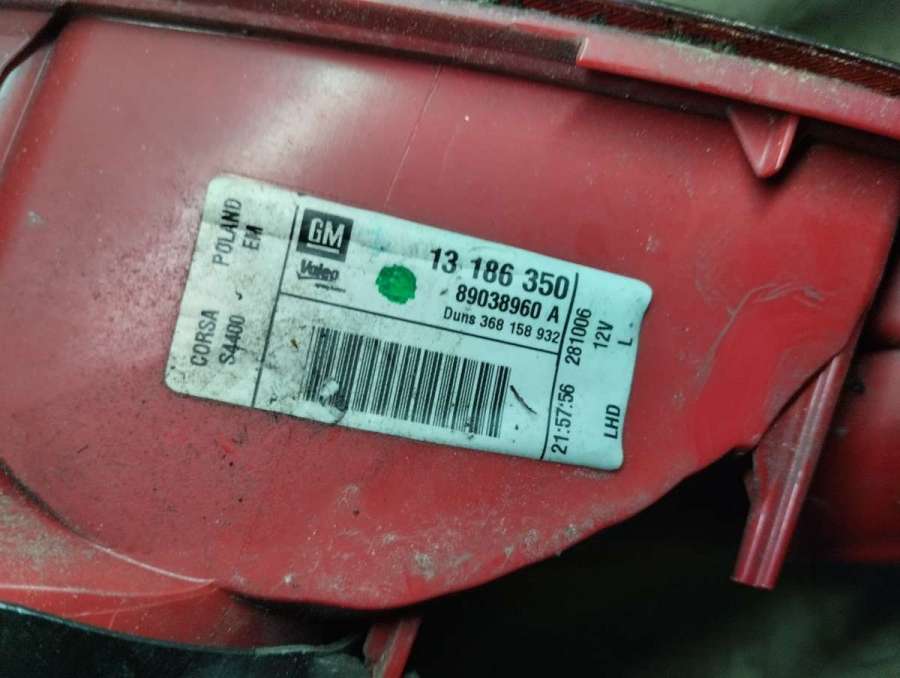 CORSA POLAND
S4400 J EM
GM
Valeo
13 186 350
89038960 A
Duns 368 158 932
21:57:56 281006
12V
LHD L